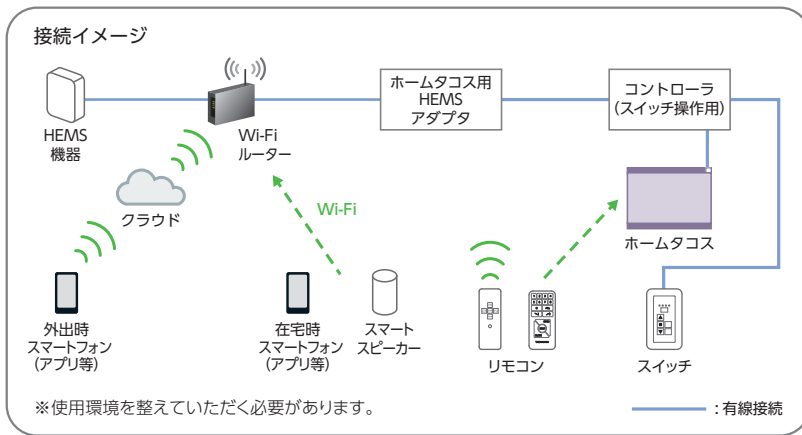 接続イメージ
ホームタコス用
HEMS
アダプタ
コントローラ
(スイッチ操作用)
HEMS
機器
Wi-Fi
ルーター
クラウド
Wi-Fi
ホームタコス
外出時
スマートフォン
(アプリ等)
在宅時
スマートフォン
(アプリ等)
スマート
スピーカー
リモコン
スイッチ
※使用環境を整えていただく必要があります。
:有線接続